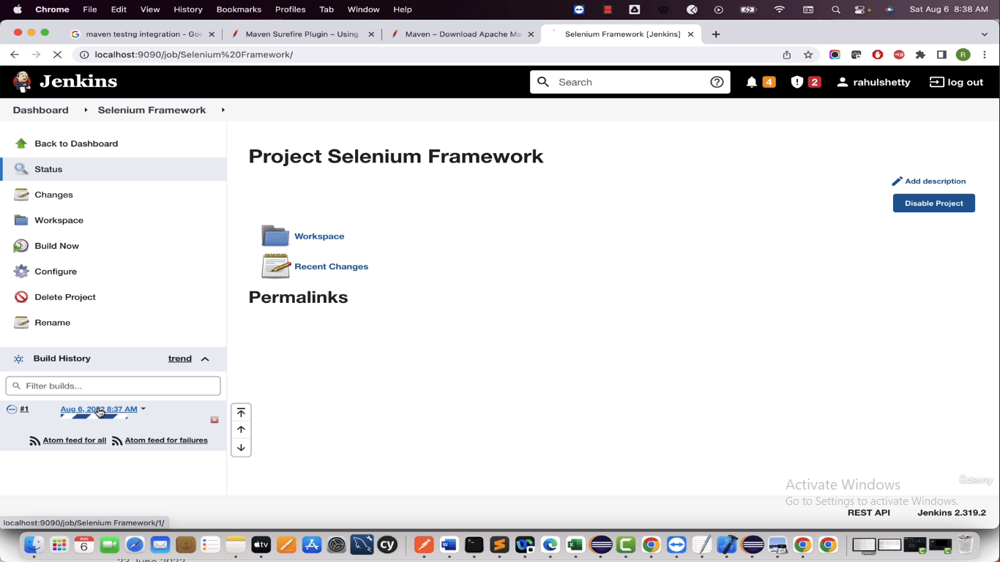 Chrome File Edit View History Bookmarks Profiles Tab Window Help Sat Aug 6 8:38 AM
maven testng integration - Goo Maven Surefire Plugin – Using Maven – Download Apache Ma Selenium Framework [Jenkins]
localhost:9090/job/Selenium%20Framework/ R
Jenkins Search 4 2 rahulshetty log out
Dashboard Selenium Framework
Back to Dashboard
Status
Changes
Workspace
Build Now
Configure
Delete Project
Rename
Build History trend
Filter builds...
#1 Aug 6, 2022 8:37 AM
Atom feed for all Atom feed for failures
Project Selenium Framework
Add description
Disable Project
Workspace
Recent Changes
Permalinks
ûdemy
Activate Windows
Go to Settings to activate Windows.
REST API Jenkins 2.319.2
localhost:9090/job/Selenium Framework/1/
AUG
6
tv
cy